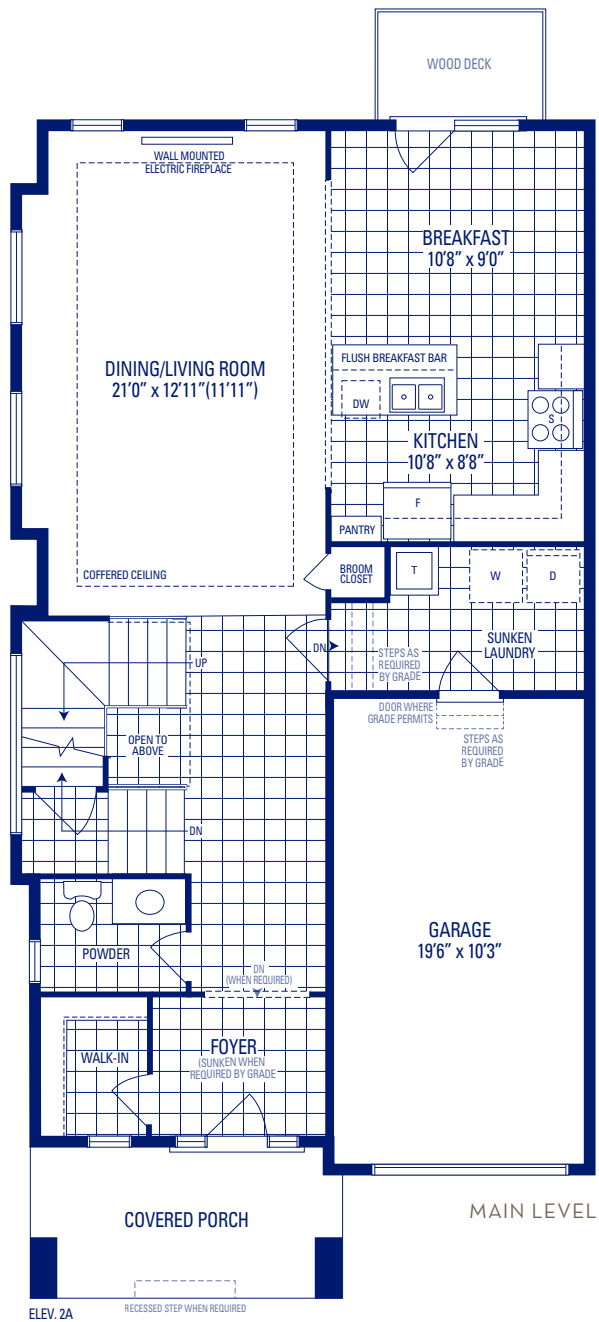 WOOD DECK
WALL MOUNTED
ELECTRIC FIREPLACE
BREAKFAST
10'8" x 9'0"
DINING/LIVING ROOM
21'0" x 12'11"(11'11")
FLUSH BREAKFAST BAR
DW
S
KITCHEN
10'8" x 8'8"
F
PANTRY
COFFERED CEILING
BROOM
CLOSET
T
W
D
DN
SUNKEN
LAUNDRY
STEPS AS
REQUIRED
BY GRADE
UP
DOOR WHERE
GRADE PERMITS
STEPS AS
REQUIRED
BY GRADE
OPEN TO
ABOVE
DN
GARAGE
19'6" x 10'3"
POWDER
DN
(WHEN REQUIRED)
WALK-IN
FOYER
(SUNKEN WHEN
REQUIRED BY GRADE
MAIN LEVEL
COVERED PORCH
RECESSED STEP WHEN REQUIRED
ELEV. 2A